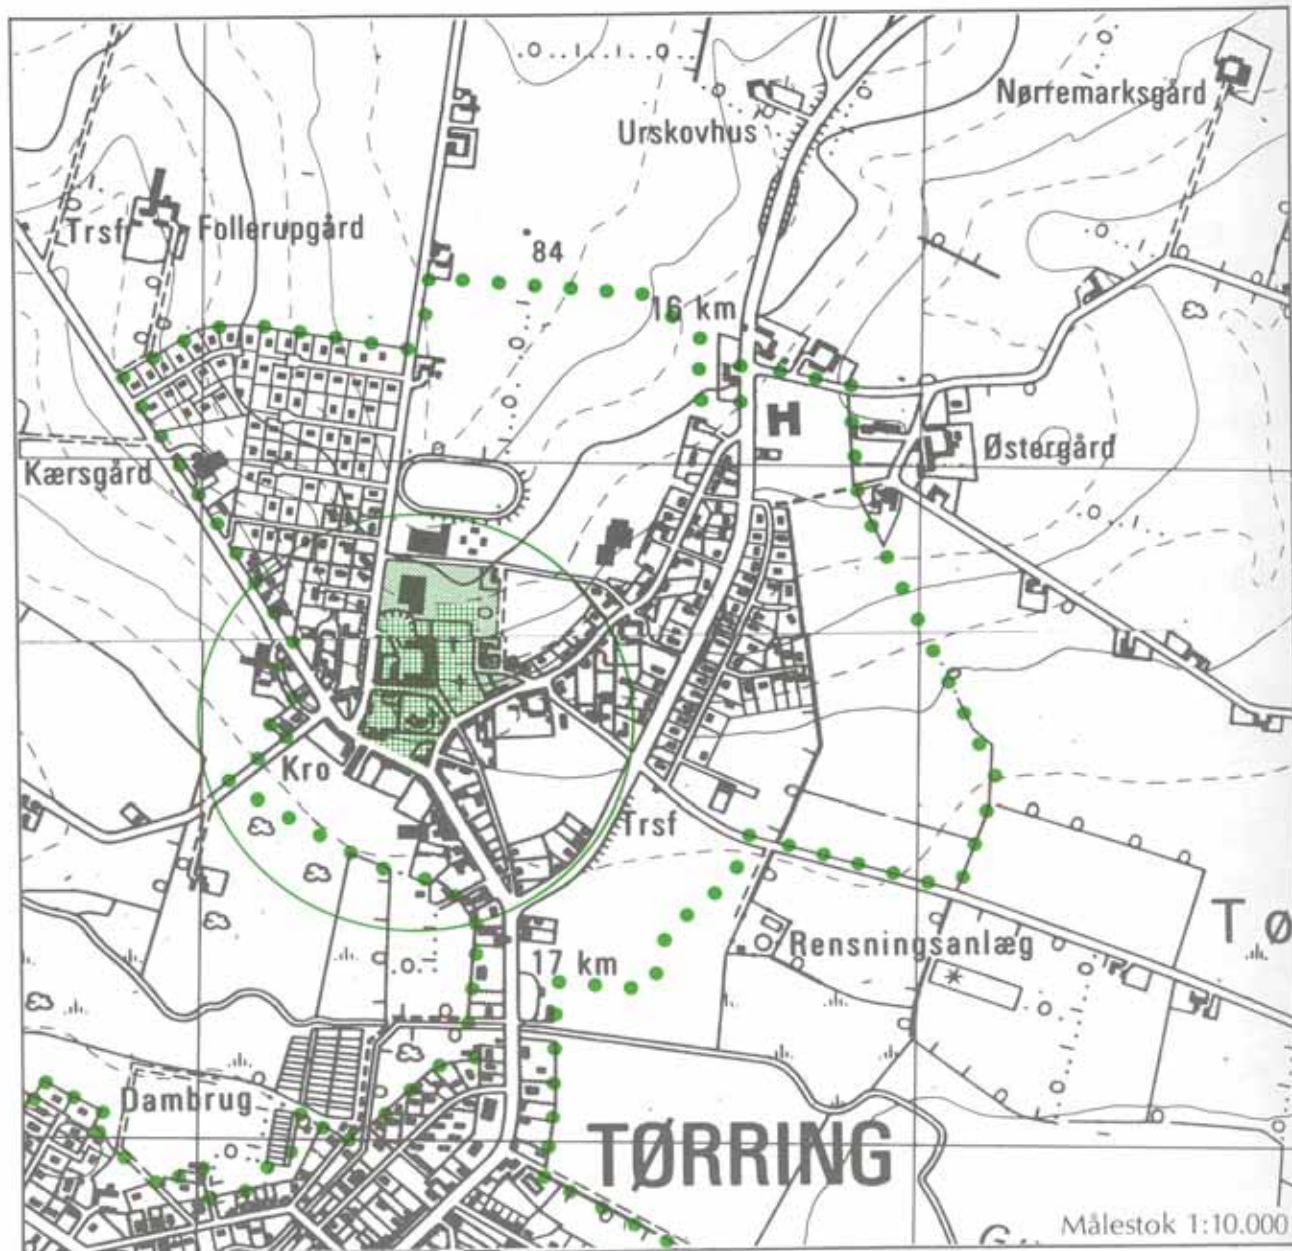 Nørremarksgård
Urskovhus
Trsf
Follerupgård
84
16 km
H
Østergård
Kærsgård
Kro
Trsf
Rensningsanlæg
T Ø
17 km
Dambrug
TØRRING
G
Målestok 1:10.000